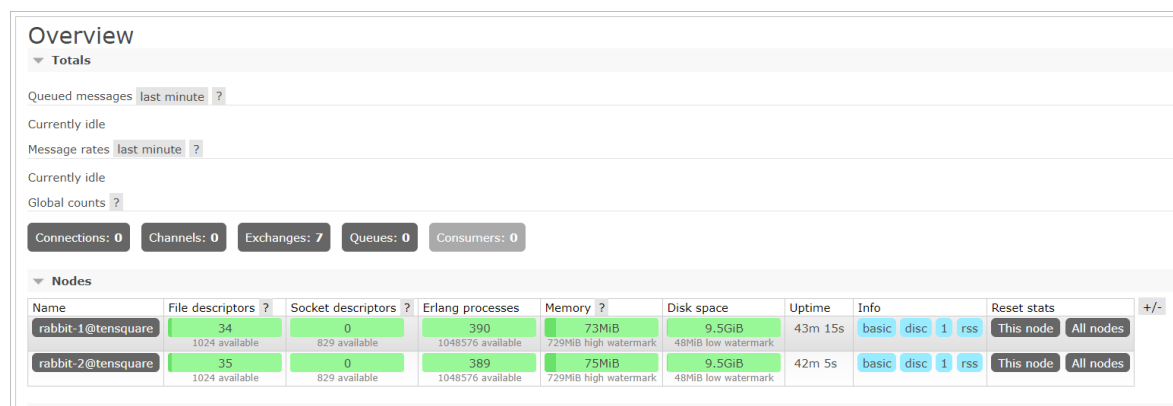 Overview
Totals
Queued messages last minute ?
Currently idle
Message rates last minute ?
Currently idle
Global counts ?
Connections: 0 Channels: 0 Exchanges: 7 Queues: 0 Consumers: 0
Nodes
Name File descriptors ? Socket descriptors ? Erlang processes Memory ? Disk space Uptime Info Reset stats +/-
rabbit-1@tensquare 34 0 390 73MiB 9.5GiB 43m 15s basic disc 1 rss This node All nodes
1024 available 829 available 1048576 available 729MiB high watermark 48MiB low watermark
rabbit-2@tensquare 35 0 389 75MiB 9.5GiB 42m 5s basic disc 1 rss This node All nodes
1024 available 829 available 1048576 available 729MiB high watermark 48MiB low watermark